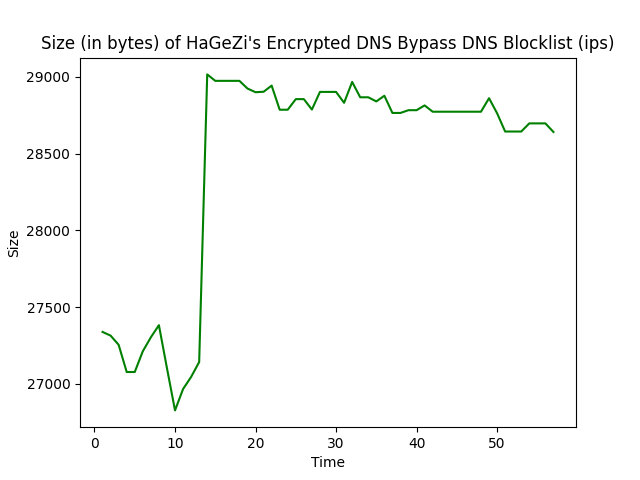 Size (in bytes) of HaGeZi's Encrypted DNS Bypass DNS Blocklist (ips)
29000
28500
28000
27500
27000
Size
0 10 20 30 40 50
Time